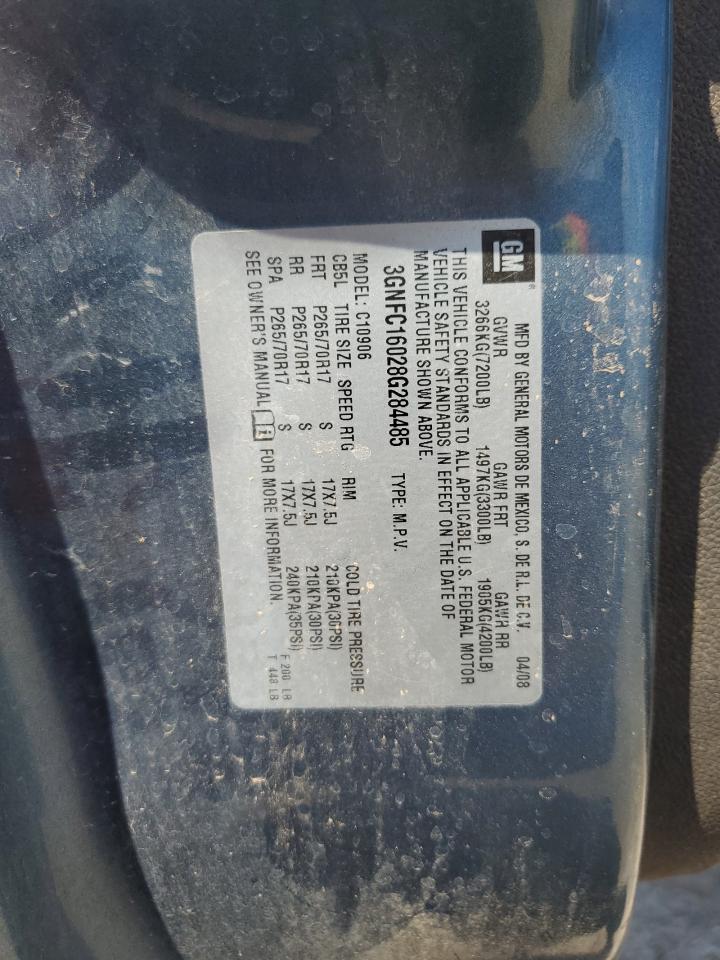 GM ®
MFD BY GENERAL MOTORS DE MEXICO, S. DE R.L. DE C.V. 04/08
GVWR GAWR FRT GAWR RR
3266KG(7200LB) 1497KG(3300LB) 1905KG(4200LB)
THIS VEHICLE CONFORMS TO ALL APPLICABLE U.S. FEDERAL MOTOR
VEHICLE SAFETY STANDARDS IN EFFECT ON THE DATE OF
MANUFACTURE SHOWN ABOVE.
3GNFC16028G284485 TYPE: M.P.V.
MODEL: C10906
CB5L TIRE SIZE SPEED RTG RIM COLD TIRE PRESSURE
FRT P265/70R17 S 17X7.5J 210KPA(30PSI)
RR P265/70R17 S 17X7.5J 210KPA(30PSI)
SPA P265/70R17 S 17X7.5J 240KPA(35PSI)
SEE OWNER'S MANUAL FOR MORE INFORMATION.
F 200 LB
T 448 LB